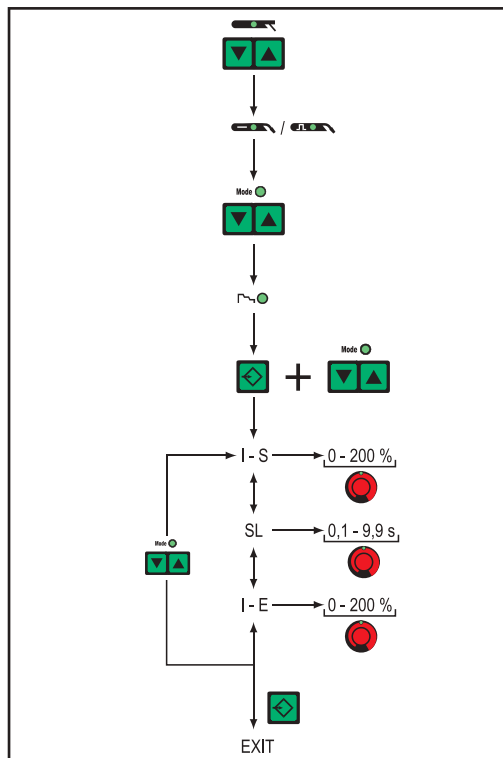 /
Mode
Mode
+
I - S
0 - 200 %
SL
0,1 - 9,9 s
Mode
I - E
0 - 200 %
EXIT